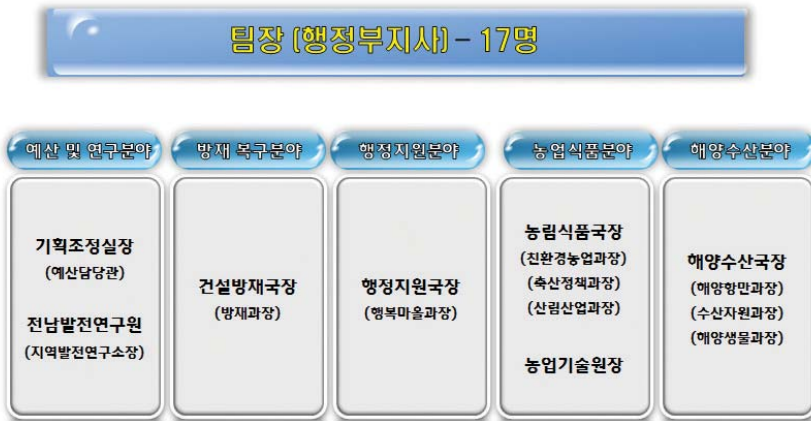 팀장 (행정부지사) - 17명
예산 및 연구분야
기획조정실장
(예산담당관)
전남발전연구원
(지역발전연구소장)
방재 복구분야
건설방재국장
(방재과장)
행정지원분야
행정지원국장
(행복마을과장)
농업식품분야
농림식품국장
(친환경농업과장)
(축산정책과장)
(산림산업과장)
농업기술원장
해양수산분야
해양수산국장
(해양항만과장)
(수산자원과장)
(해양생물과장)